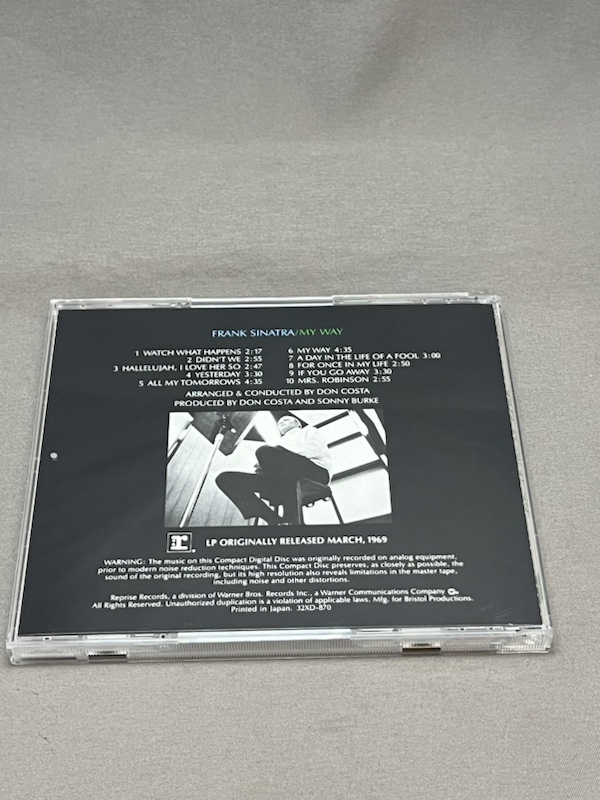 FRANK SINATRA/MY WAY
1 WATCH WHAT HAPPENS 2:17
2 DIDN'T WE 2:55
3 HALLELUJAH, I LOVE HER SO 2:47
4 YESTERDAY 3:30
5 ALL MY TOMORROWS 4:35
6 MY WAY 4:35
7 A DAY IN THE LIFE OF A FOOL 3:00
8 FOR ONCE IN MY LIFE 2:50
9 IF YOU GO AWAY 3:30
10 MRS. ROBINSON 2:55
ARRANGED & CONDUCTED BY DON COSTA
PRODUCED BY DON COSTA AND SONNY BURKE
r LP ORIGINALLY RELEASED MARCH, 1969
WARNING: The music on this Compact Digital Disc was originally recorded on analog equipment,
prior to modern noise reduction techniques. This Compact Disc preserves, as closely as possible, the
sound of the original recording, but its high resolution also reveals limitations in the master tape,
including noise and other distortions.
Reprise Records, a division of Warner Bros. Records Inc., a Warner Communications Company
All Rights Reserved. Unauthorized duplication is a violation of applicable laws. Mfg. for Bristol Productions.
Printed in Japan. 32XD-870